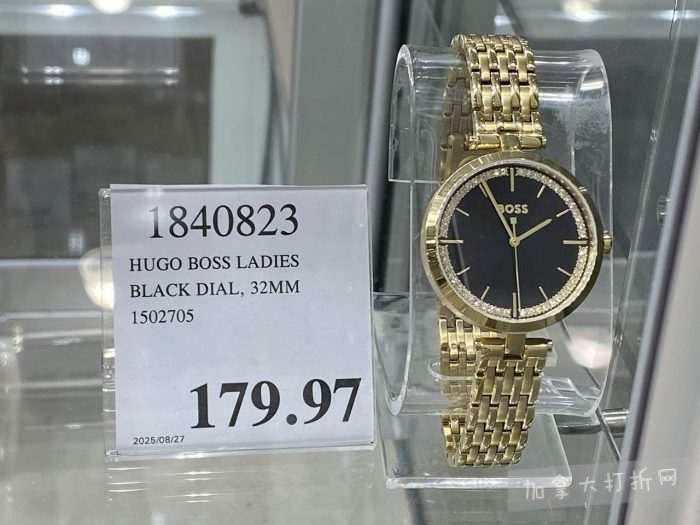 1840823
HUGO BOSS LADIES
BLACK DIAL, 32MM
1502705
179.97
2025/08/27
BOSS
加拿大打折网